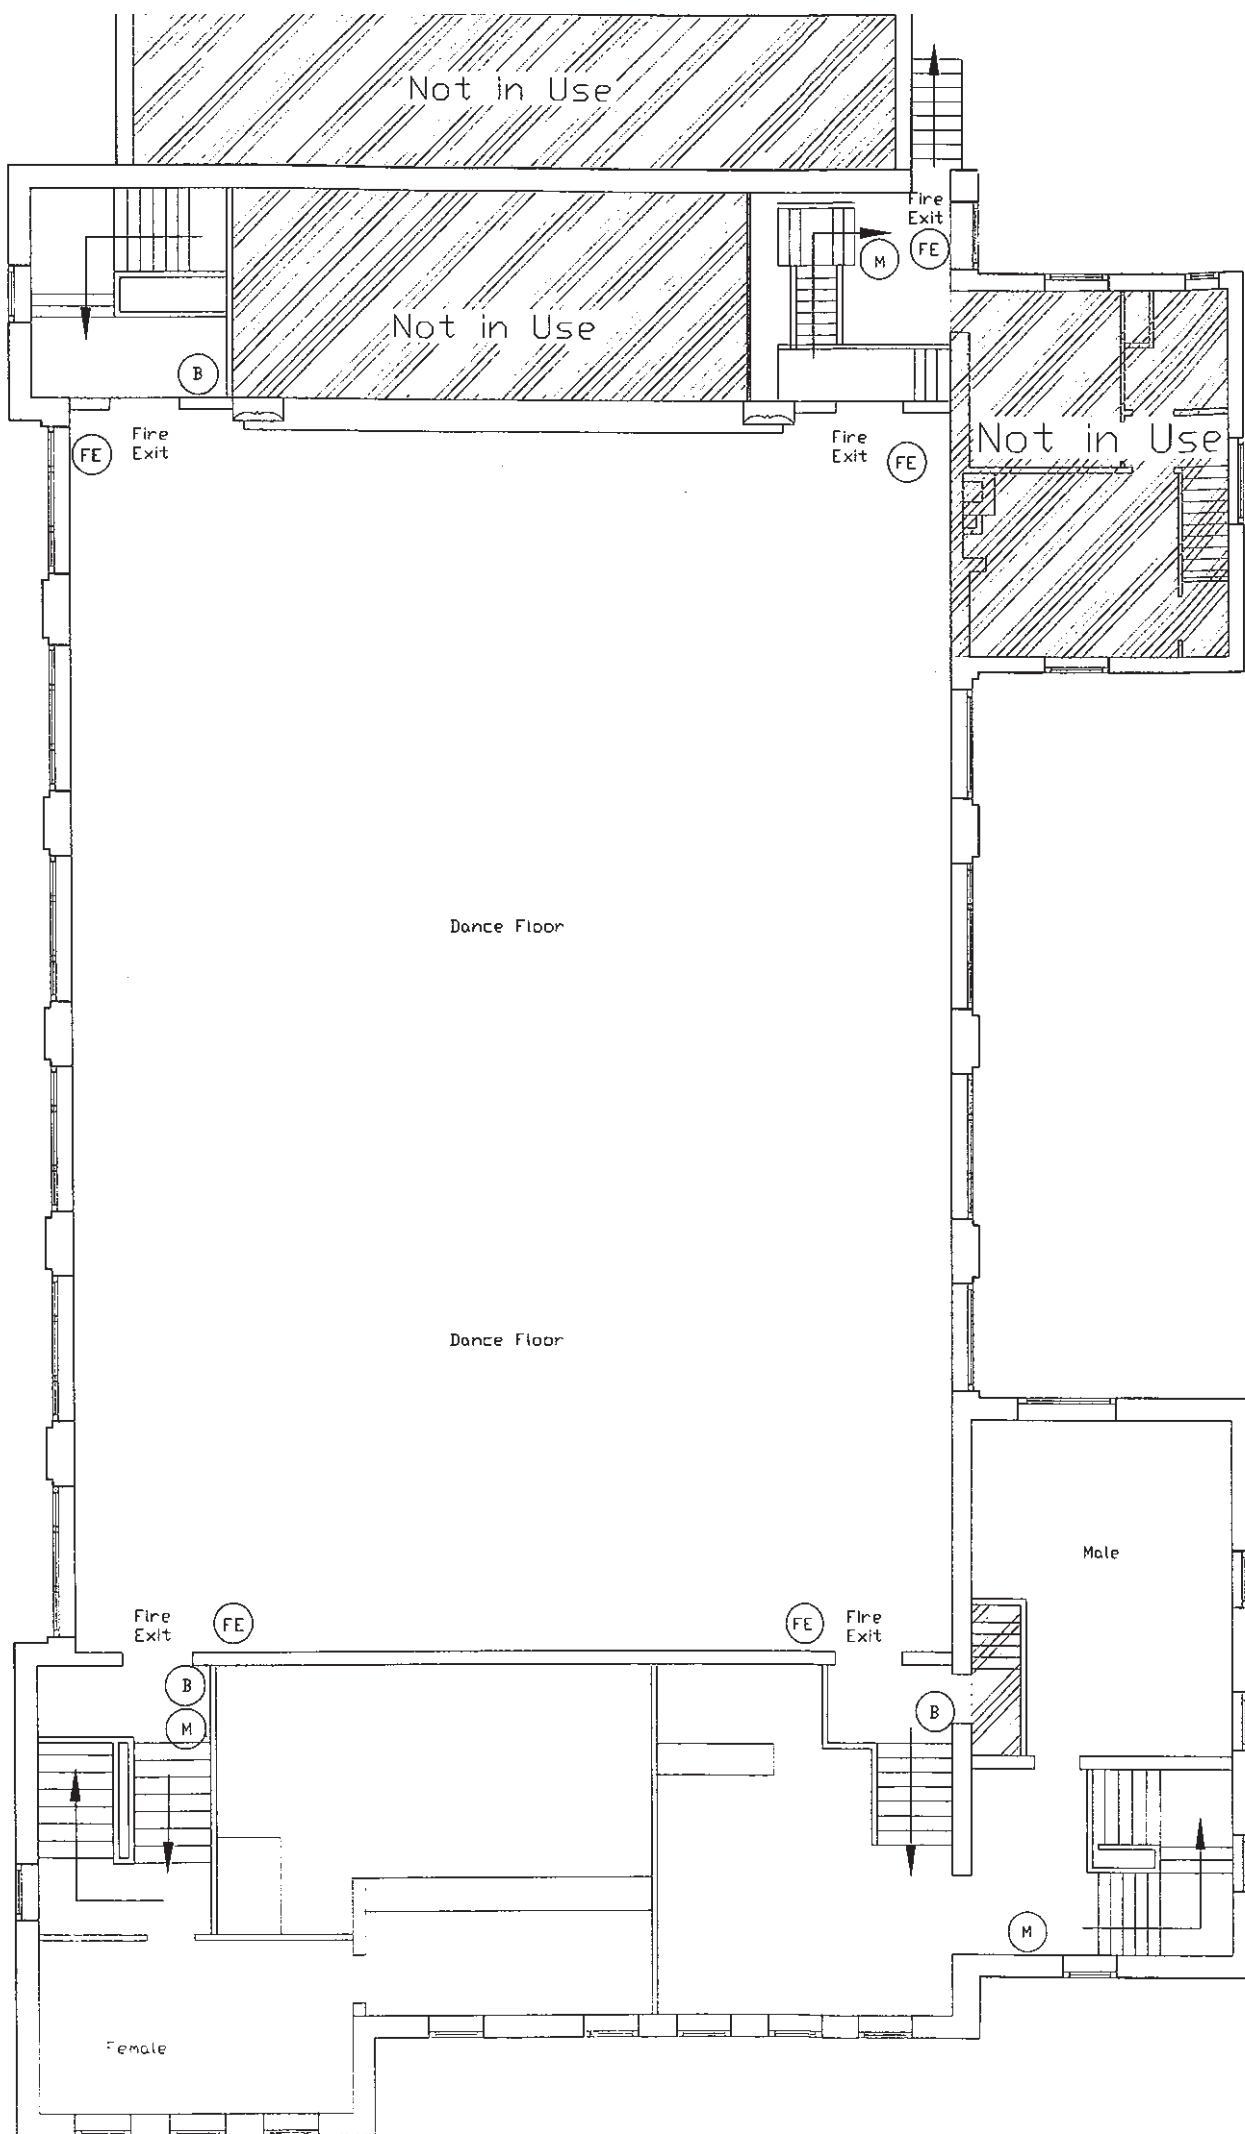 Not in Use
Fire
Exit
M
FE
Not in Use
B
Fire
Exit
FE
Fire
Exit
FE
Not in Use
Dance Floor
Dance Floor
Male
Fire
Exit
FE
FE
Fire
Exit
B
M
B
M
Female